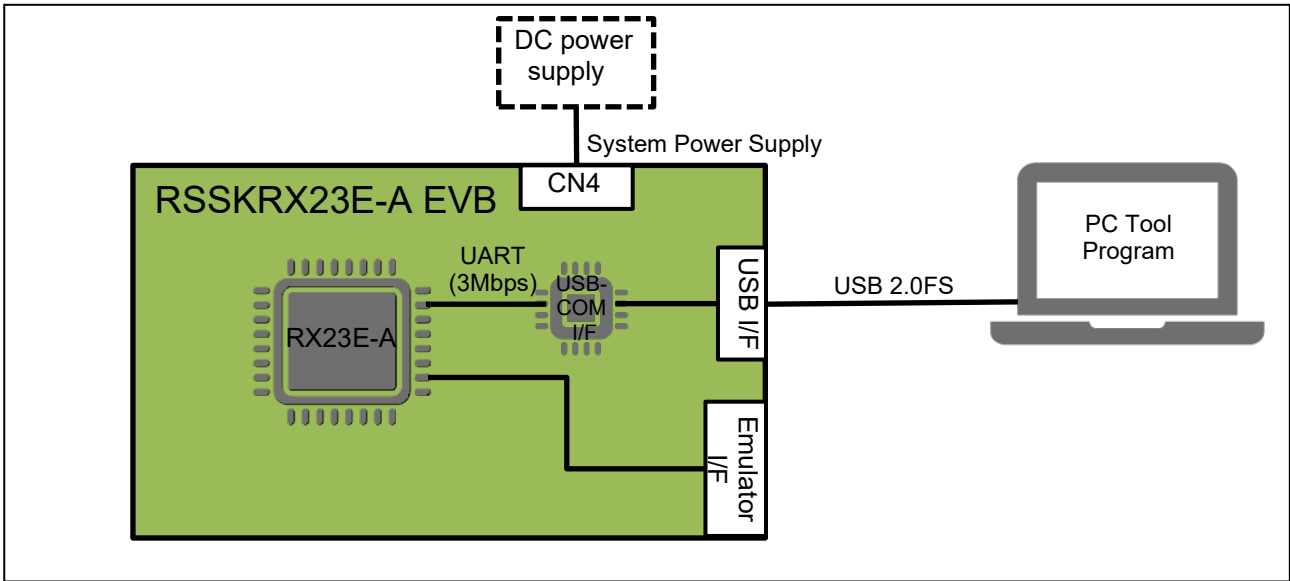 DC power
supply
System Power Supply
CN4
RSSKRX23E-A EVB
UART
(3Mbps)
USB-
COM
I/F
RX23E-A
USB I/F
USB 2.0FS
PC Tool
Program
Emulator
I/F